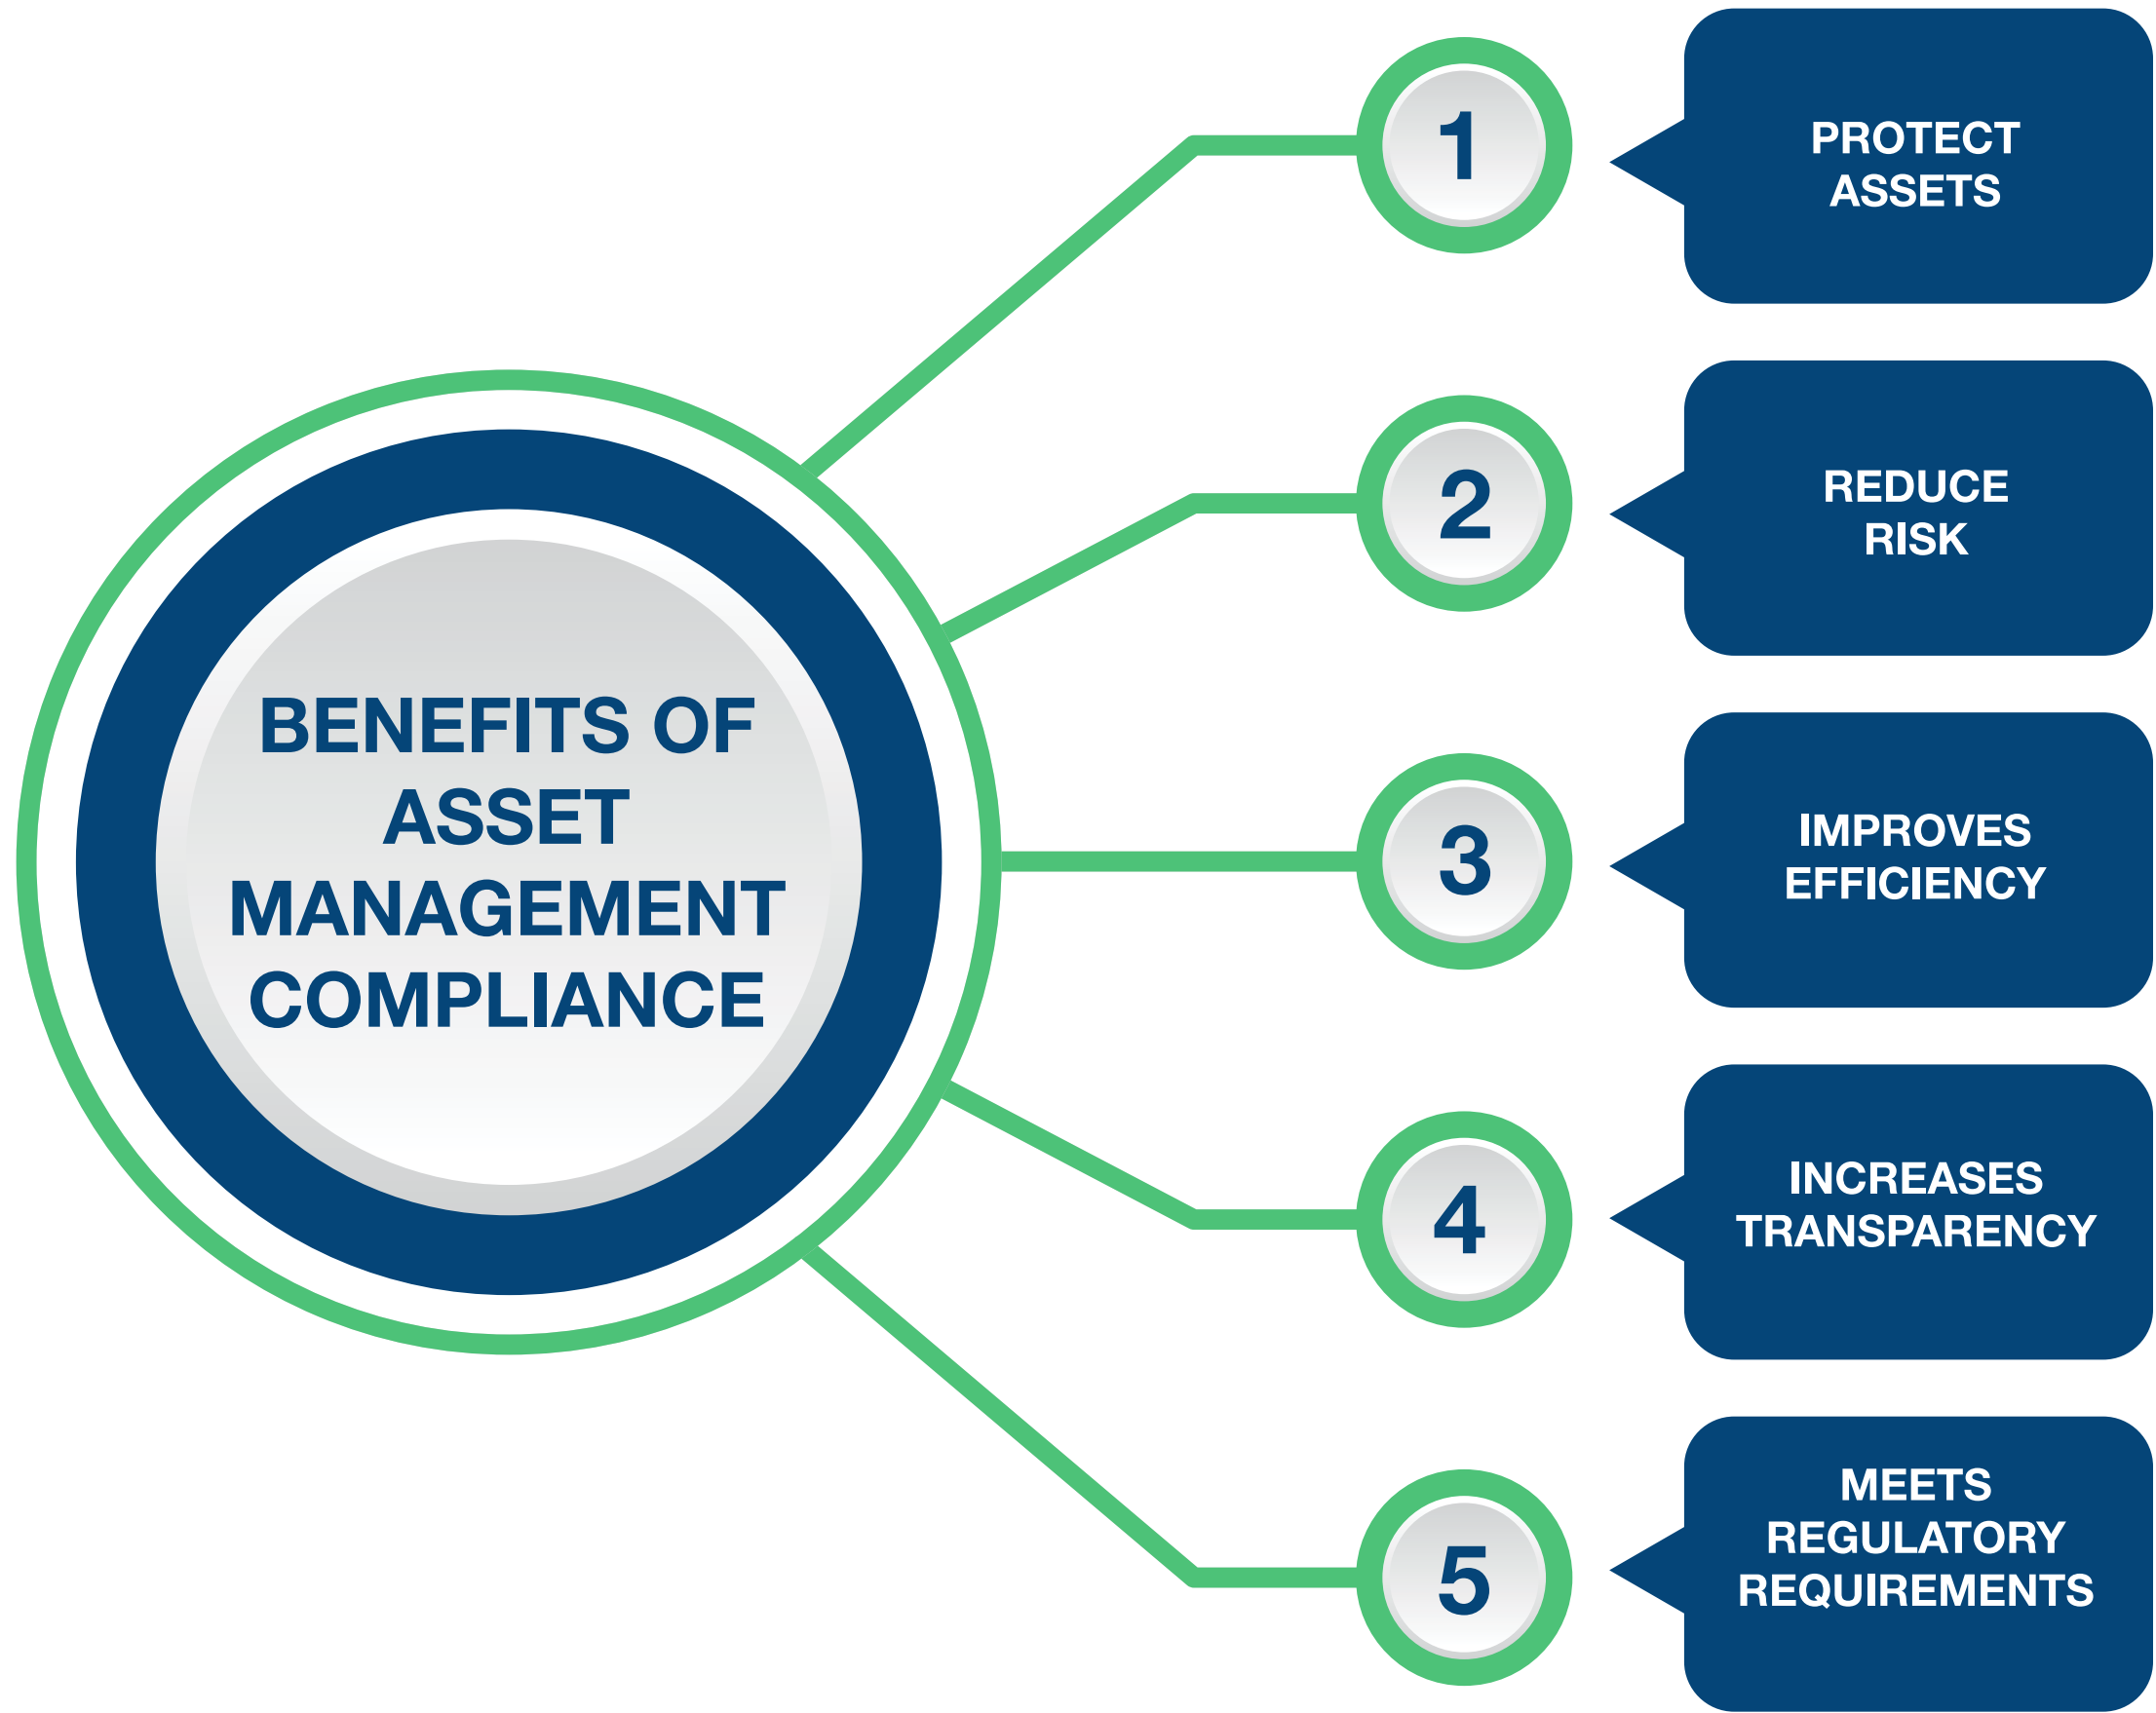 BENEFITS OF
ASSET
MANAGEMENT
COMPLIANCE
1
PROTECT
ASSETS
2
REDUCE
RISK
3
IMPROVES
EFFICIENCY
4
INCREASES
TRANSPARENCY
5
MEETS
REGULATORY
REQUIREMENTS